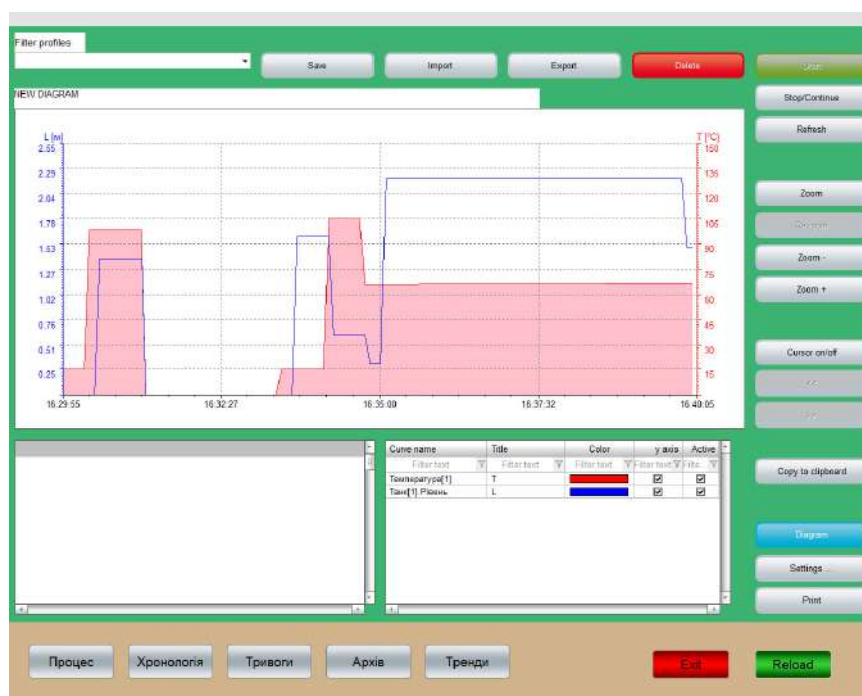 Filter profiles
Save Import Export Delete
Stop/Continue
NEW DIAGRAM
Refresh
L [m] T [°C]
2.55 150
2.29 135
2.04 120
1.78 105
1.53 90
1.27 75
1.02 60
0.76 45
0.51 30
0.25 15
16:29:55 16:32:27 16:35:00 16:37:32 16:40:05
Zoom
Zoom -
Zoom +
Cursor on/off
<<
Curve name Title Color y axis Active
Filter text Filter text Filter text Filter text Filte
Температура[1] T
Танк[1].Рівень L
Copy to clipboard
Diagram
Settings ...
Print
Процес Хронологія Тривоги Архів Тренди Exit Reload